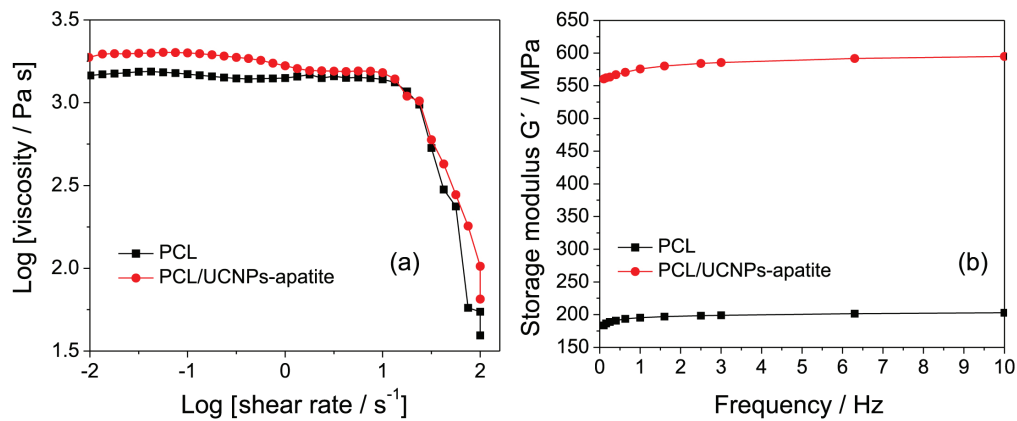 3.5
3.0
2.5
2.0
1.5
Log [viscosity / Pa s]
PCL
PCL/UCNPs-apatite
(a)
-2
-1
0
1
2
Log [shear rate / s⁻¹]
650
600
550
500
450
400
350
300
250
200
150
Storage modulus G´ / MPa
PCL
PCL/UCNPs-apatite
(b)
0 1 2 3 4 5 6 7 8 9 10
Frequency / Hz